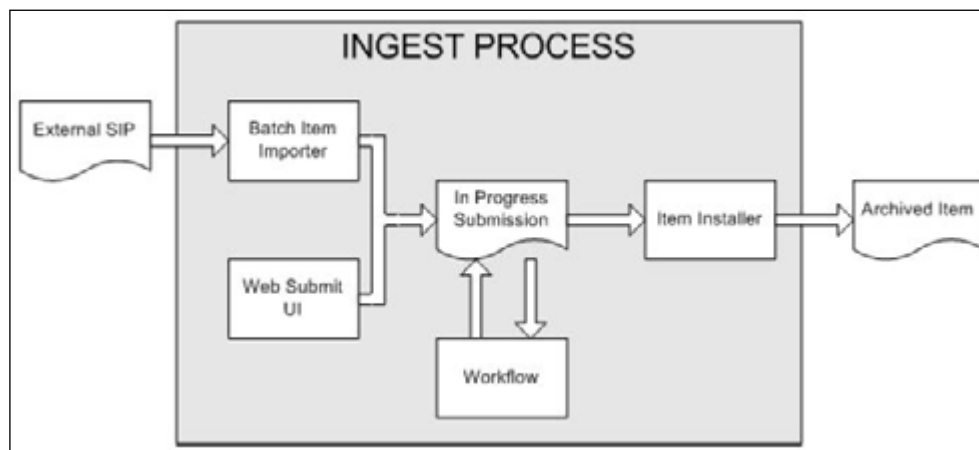 INGEST PROCESS
External SIP
Batch Item
Importer
In Progress
Submission
Item Installer
Archived Item
Web Submit
UI
Workflow